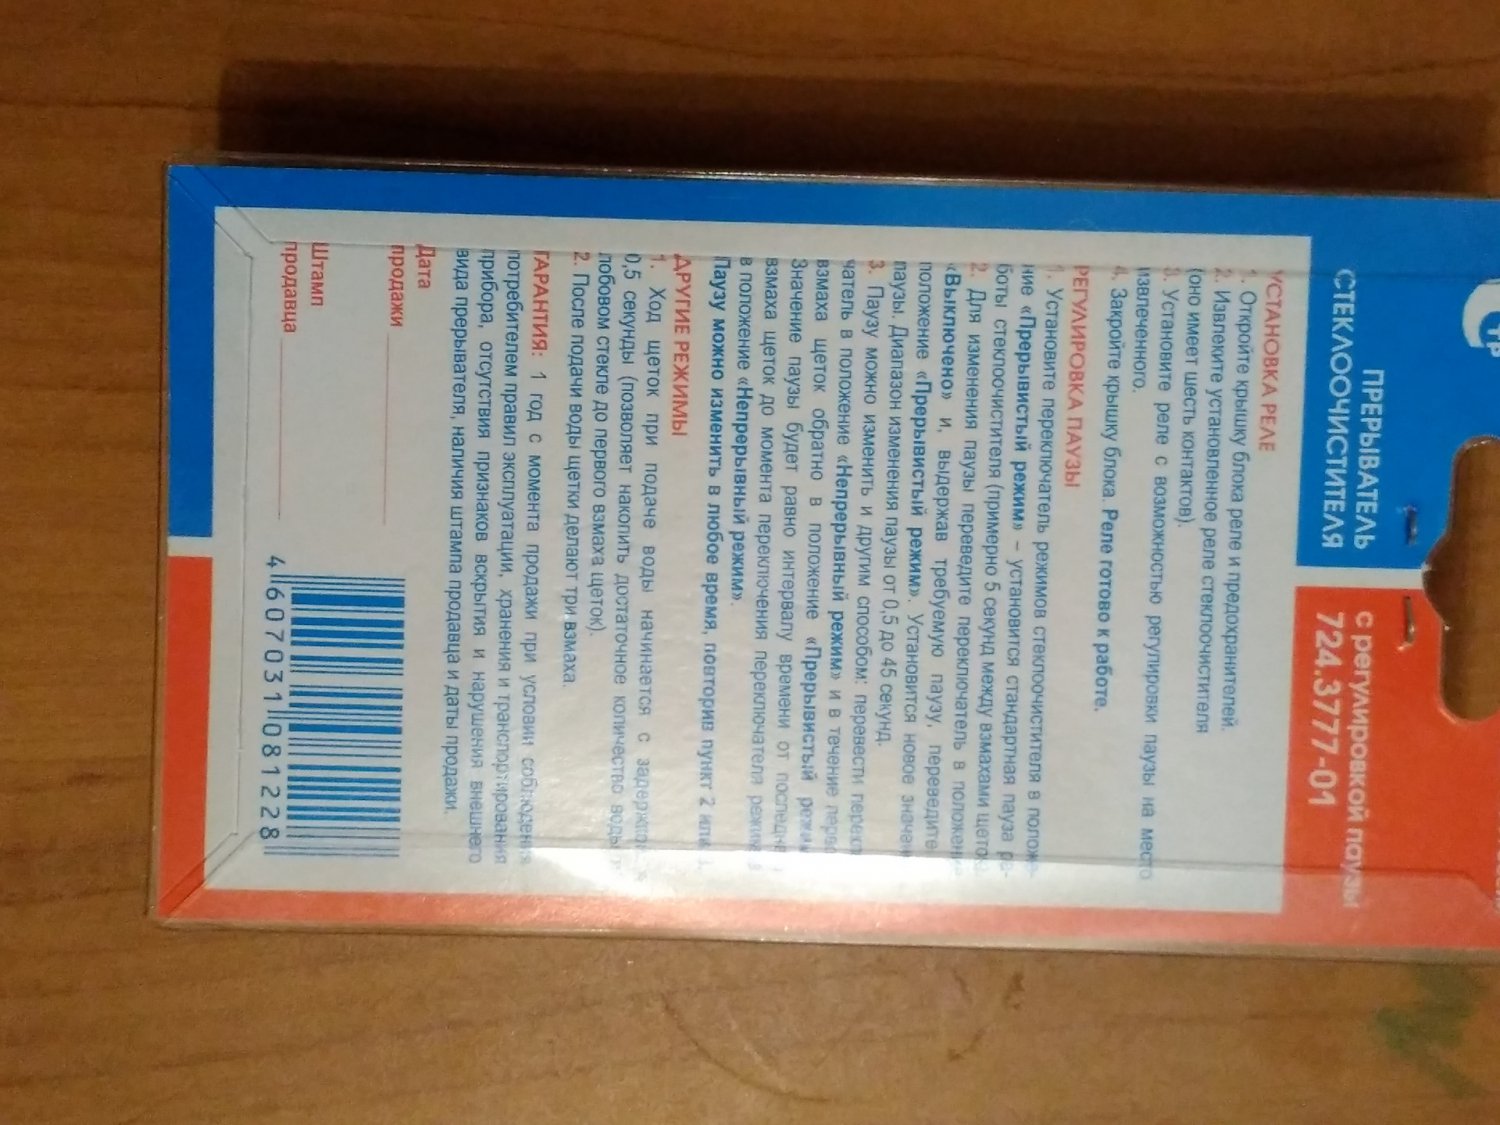 ПРЕРЫВАТЕЛЬ
СТЕКЛООЧИСТИТЕЛЯ
с регулировкой паузы
724.3777-01
УСТАНОВКА РЕЛЕ
1. Откройте крышку блока реле и предохранителей.
2. Извлеките установленное реле стеклоочистителя
(оно имеет шесть контактов).
3. Установите реле с возможностью регулировки паузы на место
извлеченного.
4. Закройте крышку блока. Реле готово к работе.
РЕГУЛИРОВКА ПАУЗЫ
1. Установите переключатель режимов стеклоочистителя в положе-
ние «Прерывистый режим» – установится стандартная пауза ра-
боты стеклоочистителя (примерно 5 секунд между взмахами щеток).
2. Для изменения паузы переведите переключатель в положение
«Выключено» и, выдержав требуемую паузу, переведите в
положение «Прерывистый режим». Установится новое значение
паузы. Диапазон изменения паузы от 0,5 до 45 секунд.
3. Паузу можно изменить и другим способом: перевести переклю-
чатель в положение «Непрерывный режим» и в течение первого
взмаха щеток обратно в положение «Прерывистый режим».
Значение паузы будет равно интервалу времени от последнего
взмаха щеток до момента переключения переключателя режимов
в положение «Непрерывный режим».
Паузу можно изменить в любое время, повторив пункт 2 или 3.
ДРУГИЕ РЕЖИМЫ
1. Ход щеток при подаче воды начинается с задержкой
0,5 секунды (позволяет накопить достаточное количество воды на
лобовом стекле до первого взмаха щеток).
2. После подачи воды щетки делают три взмаха.
ГАРАНТИЯ: 1 год с момента продажи при условии соблюдения
потребителем правил эксплуатации, хранения и транспортирования
прибора, отсутствия признаков вскрытия и нарушения внешнего
вида прерывателя, наличия штампа продавца и даты продажи.
Дата
продажи
Штамп
продавца
4 607031 081228